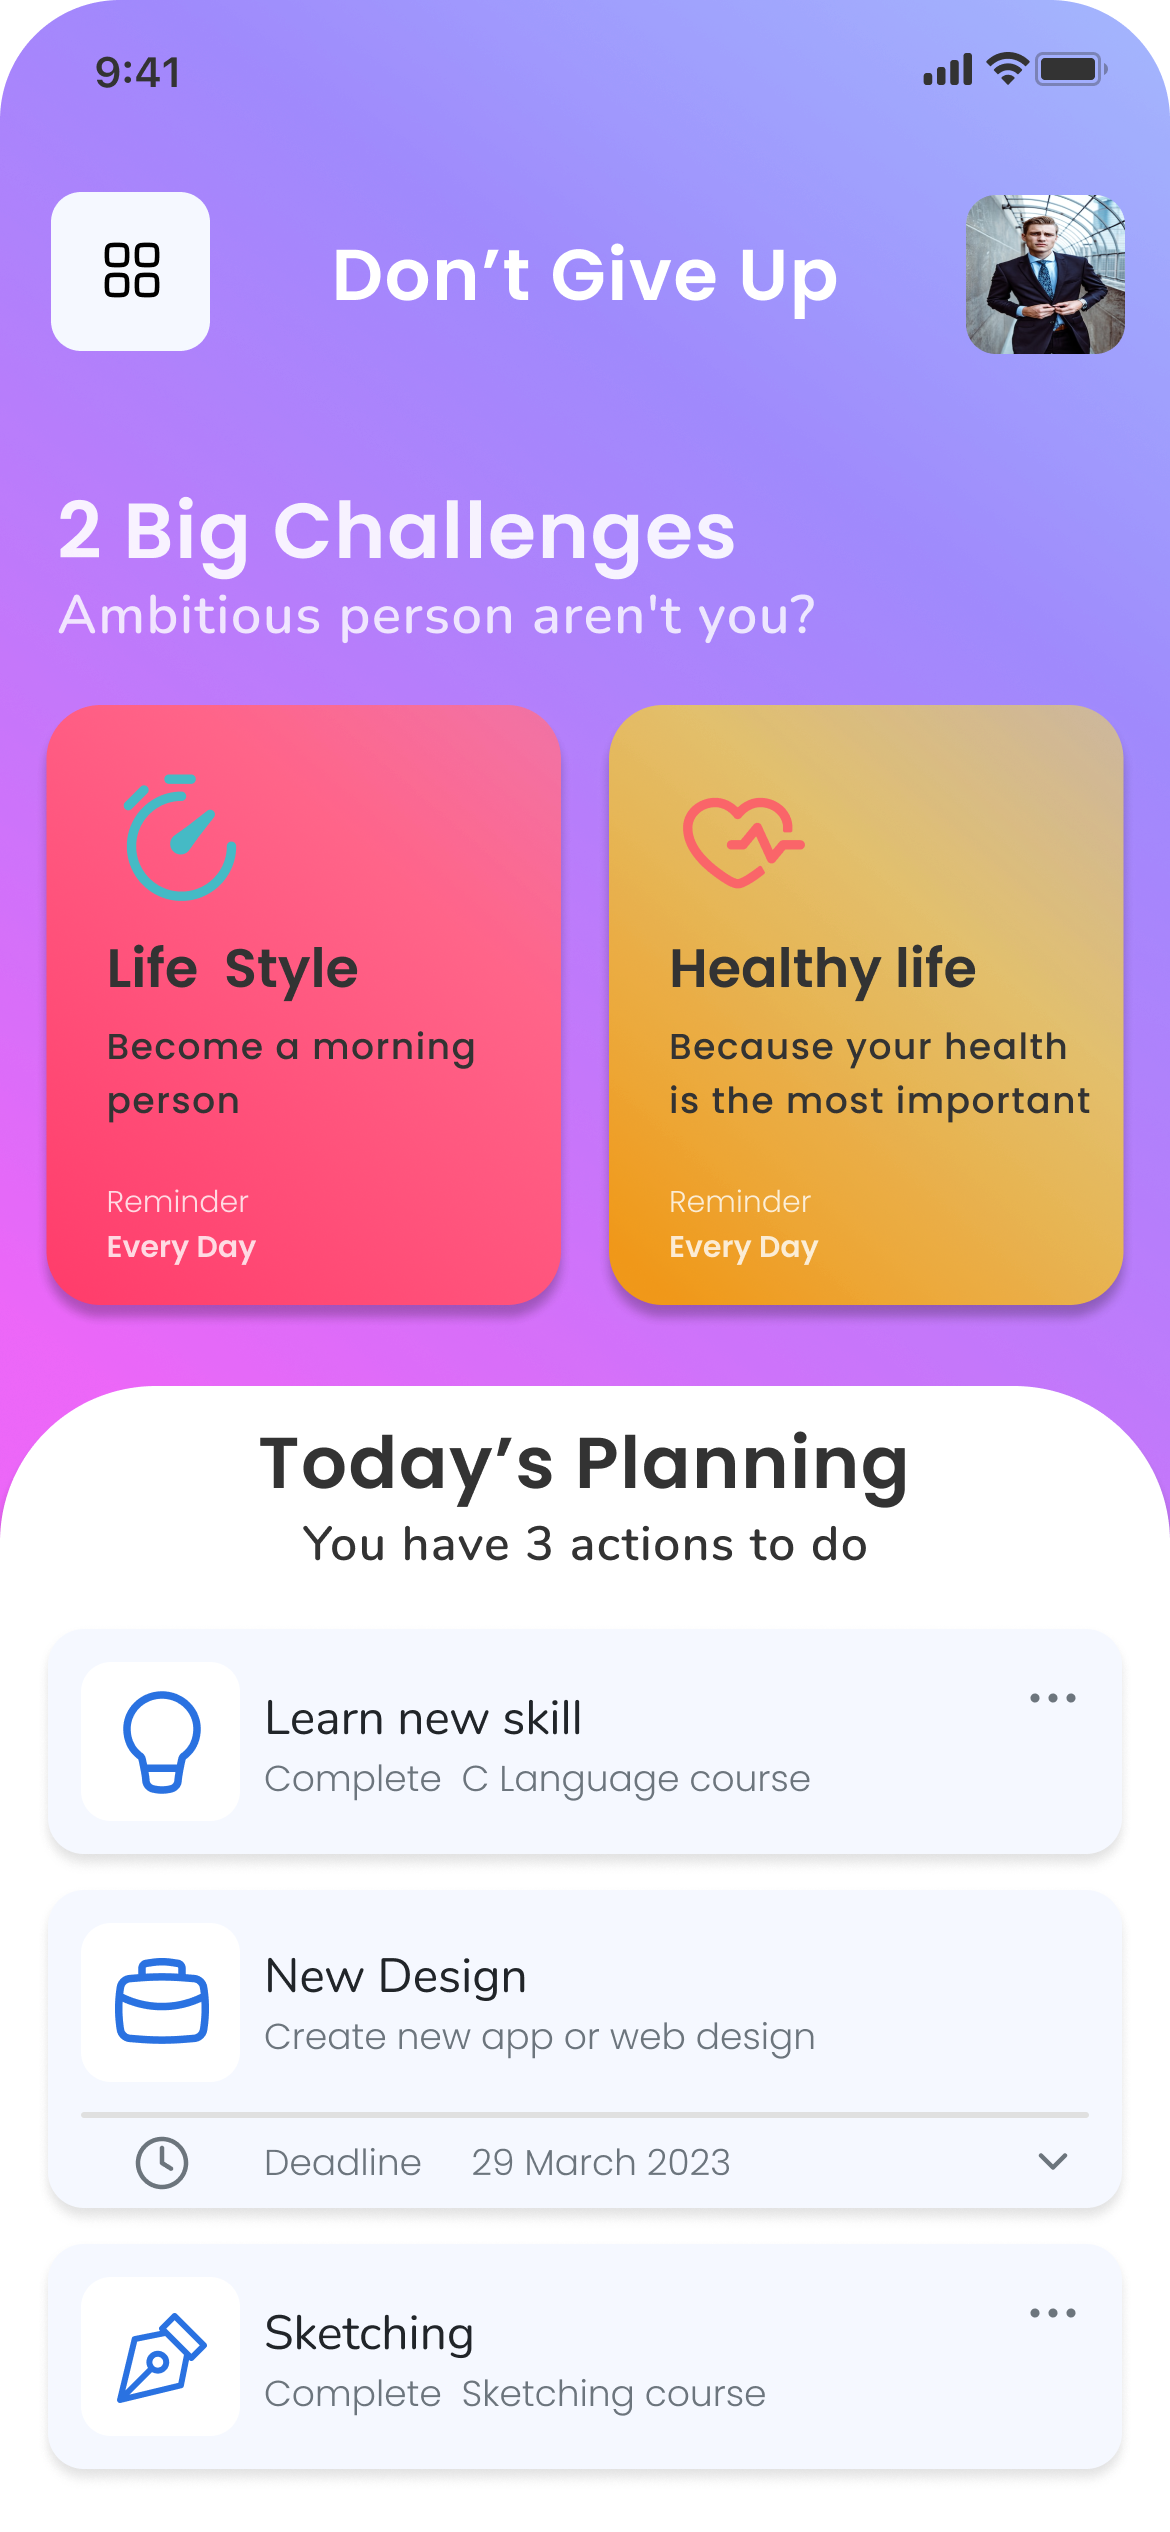 9:41
Don’t Give Up
2 Big Challenges
Ambitious person aren't you?
Life  Style
Become a morning
person
Reminder
Every Day
Healthy life
Because your health
is the most important
Reminder
Every Day
Today’s Planning
You have 3 actions to do
Learn new skill
Complete  C Language course
New Design
Create new app or web design
Deadline 29 March 2023
Sketching
Complete  Sketching course